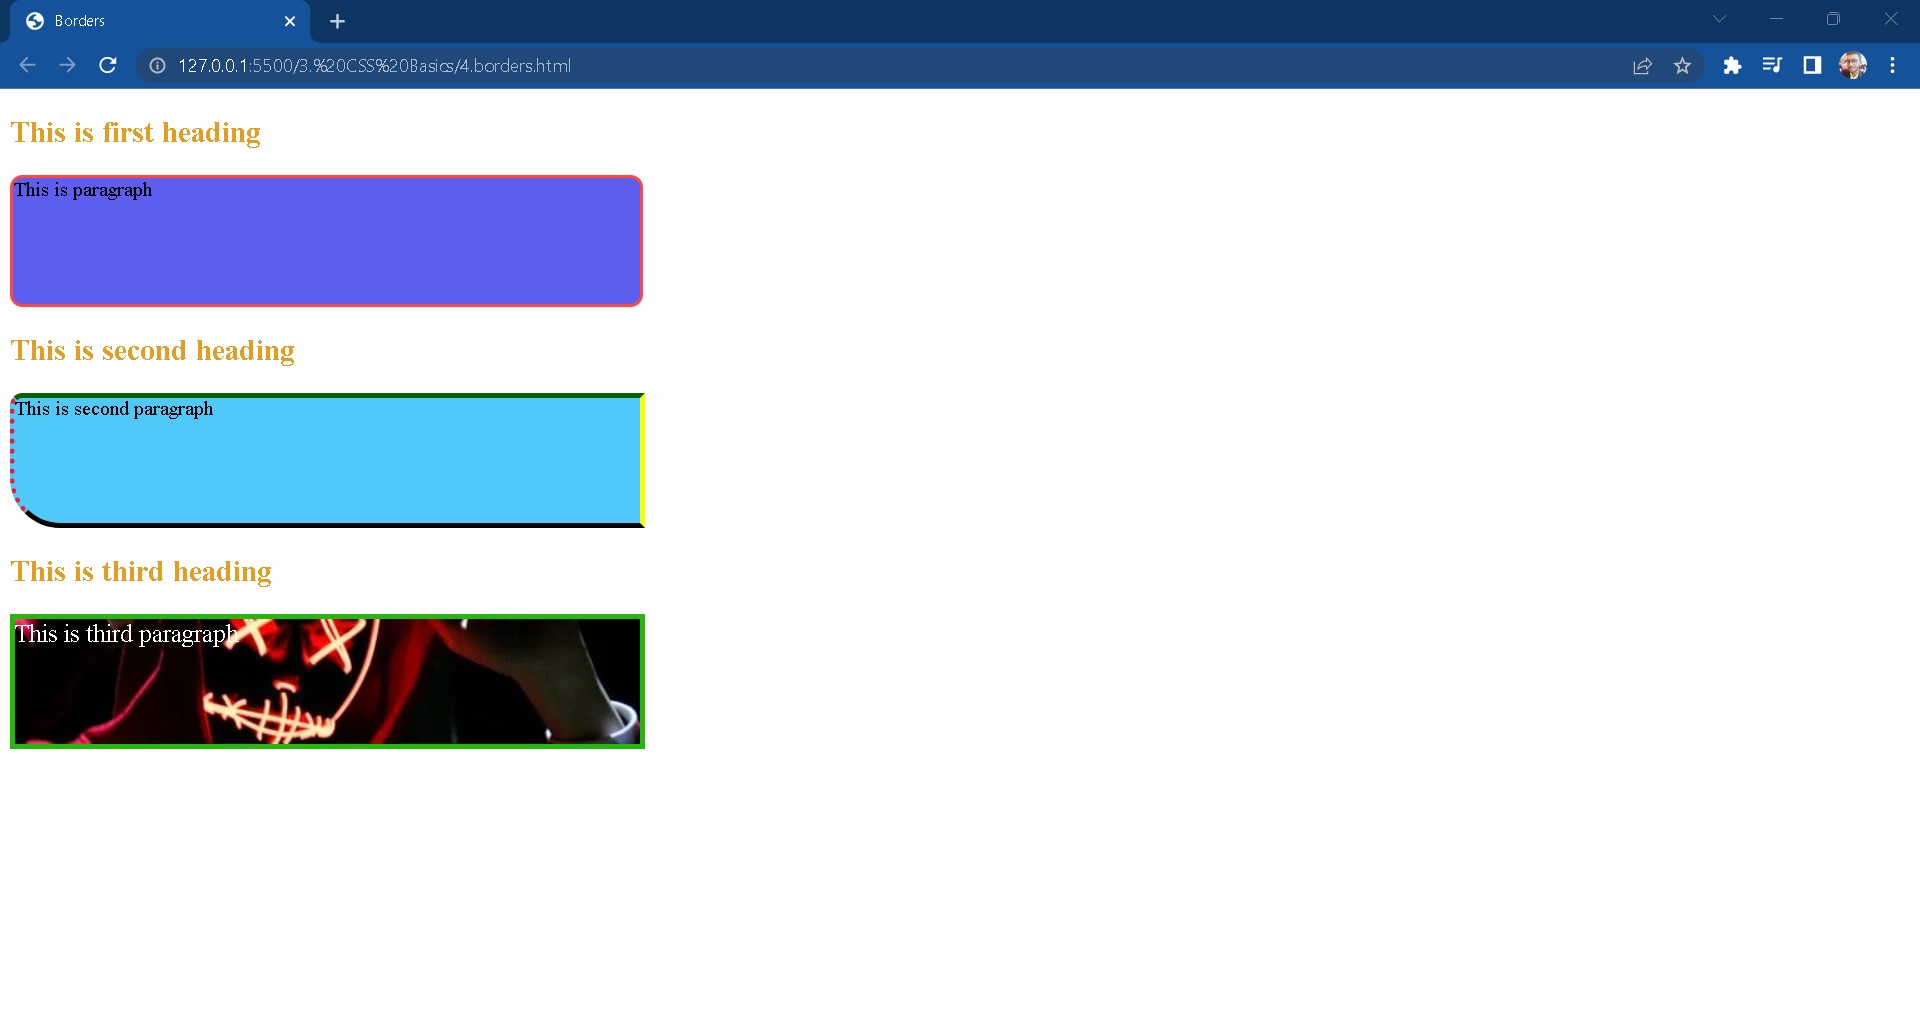 Borders
127.0.0.1:5500/3.%20CSS%20Basics/4.borders.html
This is first heading
This is paragraph
This is second heading
This is second paragraph
This is third heading
This is third paragraph